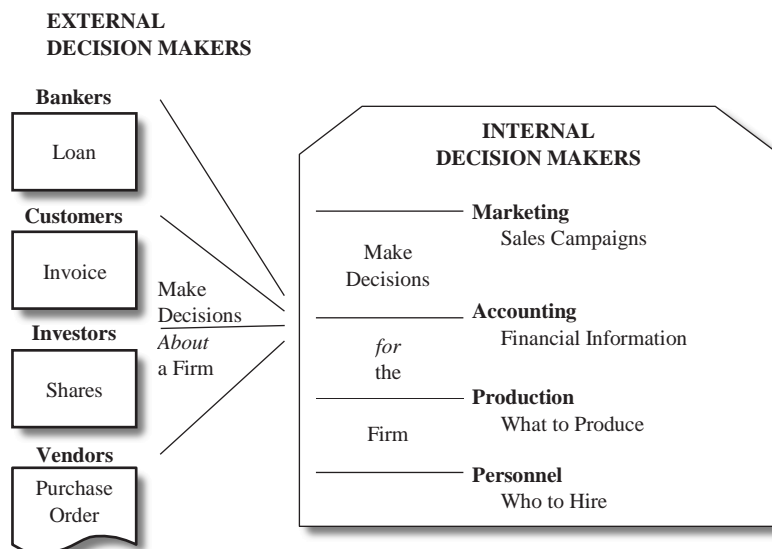 EXTERNAL
DECISION MAKERS
Bankers
Loan
Customers
Invoice
Investors
Shares
Vendors
Purchase
Order
Make
Decisions
About
a Firm
INTERNAL
DECISION MAKERS
Make
Decisions
for
the
Firm
Marketing
Sales Campaigns
Accounting
Financial Information
Production
What to Produce
Personnel
Who to Hire